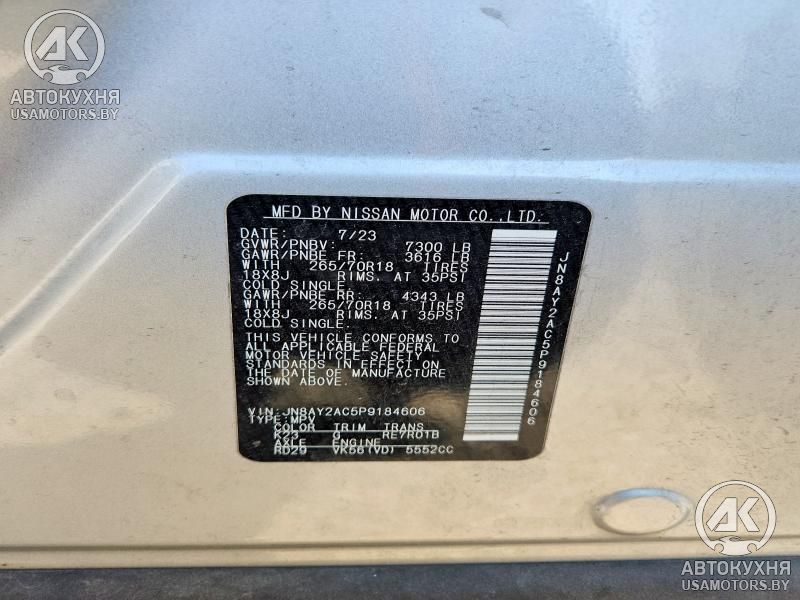 АК
АВТОКУХНЯ
USAMOTORS.BY
MFD BY NISSAN MOTOR CO.,LTD.
DATE: 7/23
GVWR/PNBV: 7300 LB
GAWR/PNBE FR: 3616 LB
WITH 265/70R18 TIRES
18X8J RIMS. AT 35PSI
COLD SINGLE.
GAWR/PNBE RR: 4343 LB
WITH 265/70R18 TIRES
18X8J RIMS. AT 35PSI
COLD SINGLE.
THIS VEHICLE CONFORMS TO
ALL APPLICABLE FEDERAL
MOTOR VEHICLE SAFETY
STANDARDS IN EFFECT ON
THE DATE OF MANUFACTURE
SHOWN ABOVE.
VIN: JN8AY2AC5P9184606
TYPE: MPV
COLOR TRIM TRANS
K23 G RE7R01B
AXLE ENGINE
RD29 VK56(VD) 5552CC
JN8AY2AC5P9184606
АК
АВТОКУХНЯ
USAMOTORS.BY